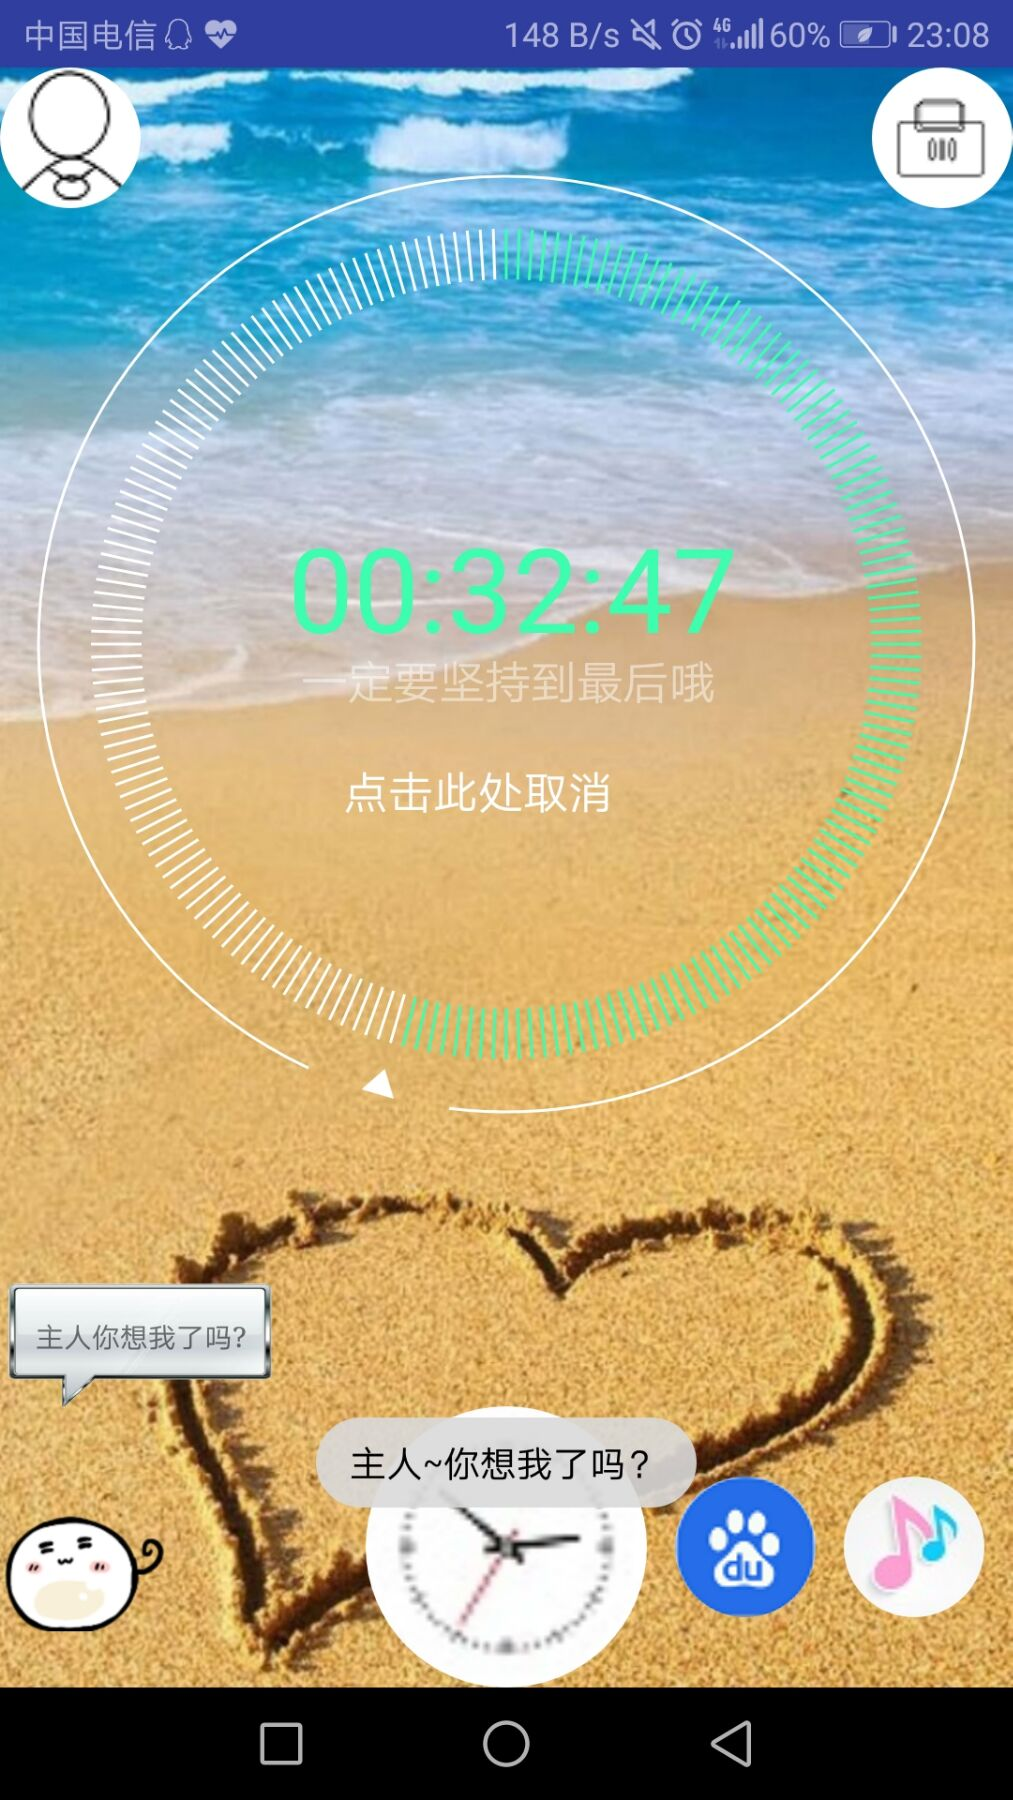 中国电信
148 B/s 4G 60% 23:08
00:32:47
一定要坚持到最后哦
点击此处取消
主人你想我了吗?
主人~你想我了吗?
du